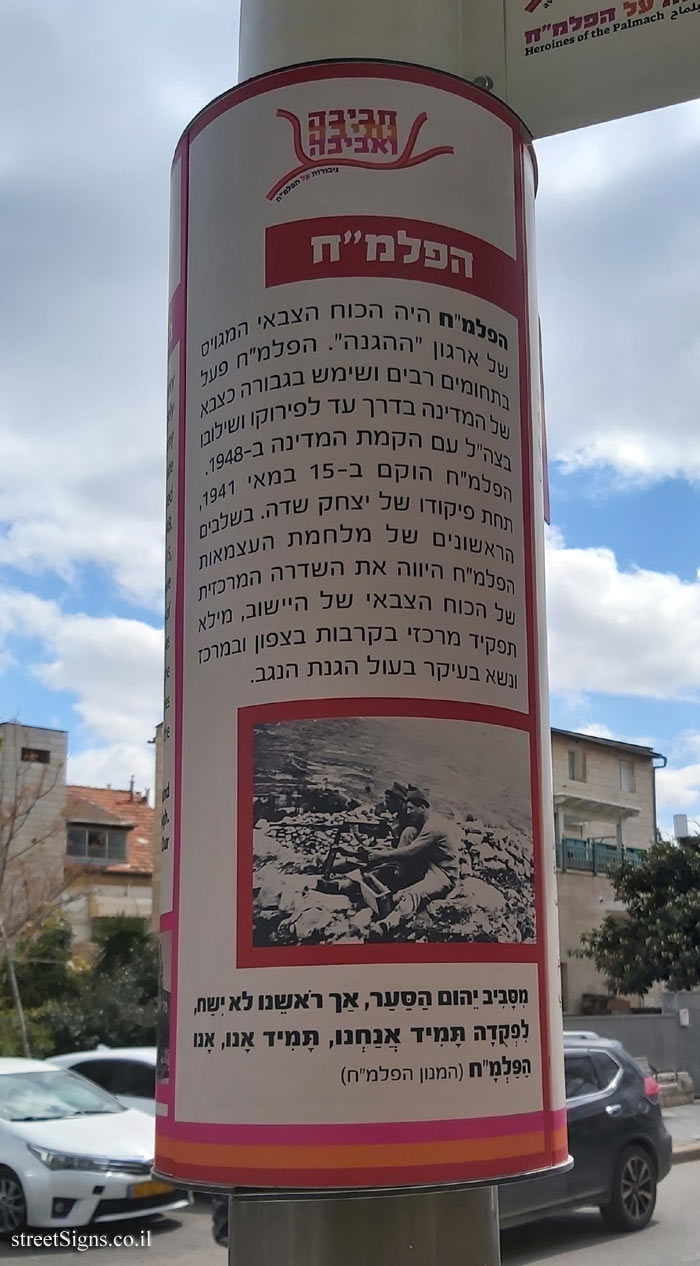 על הפלמ"ח
Heroines of the Palmach
חביבה
נתיבה
ואביבה
גיבורות על הפלמ"ח
הפלמ"ח
הפלמ"ח היה הכוח הצבאי המגויס
של ארגון "ההגנה". הפלמ"ח פעל
בתחומים רבים ושימש בגבורה כצבא
של המדינה בדרך עד לפירוקו ושילובו
בצה"ל עם הקמת המדינה ב-1948.
הפלמ"ח הוקם ב-15 במאי 1941,
תחת פיקודו של יצחק שדה. בשלבים
הראשונים של מלחמת העצמאות
הפלמ"ח היווה את השדרה המרכזית
של הכוח הצבאי של היישוב, מילא
תפקיד מרכזי בקרבות בצפון ובמרכז
ונשא בעיקר בעול הגנת הנגב.
מִסָּבִיב יֵהוֹם הַסַּעַר, אַךְ רֹאשֵׁנוּ לֹא יִשַּׁח,
לִפְקֻדָּה תָּמִיד אֲנַחְנוּ, תָּמִיד אָנוּ, אָנוּ
הַפַּלְמָ"ח (המנון הפלמ"ח)
streetSigns.co.il